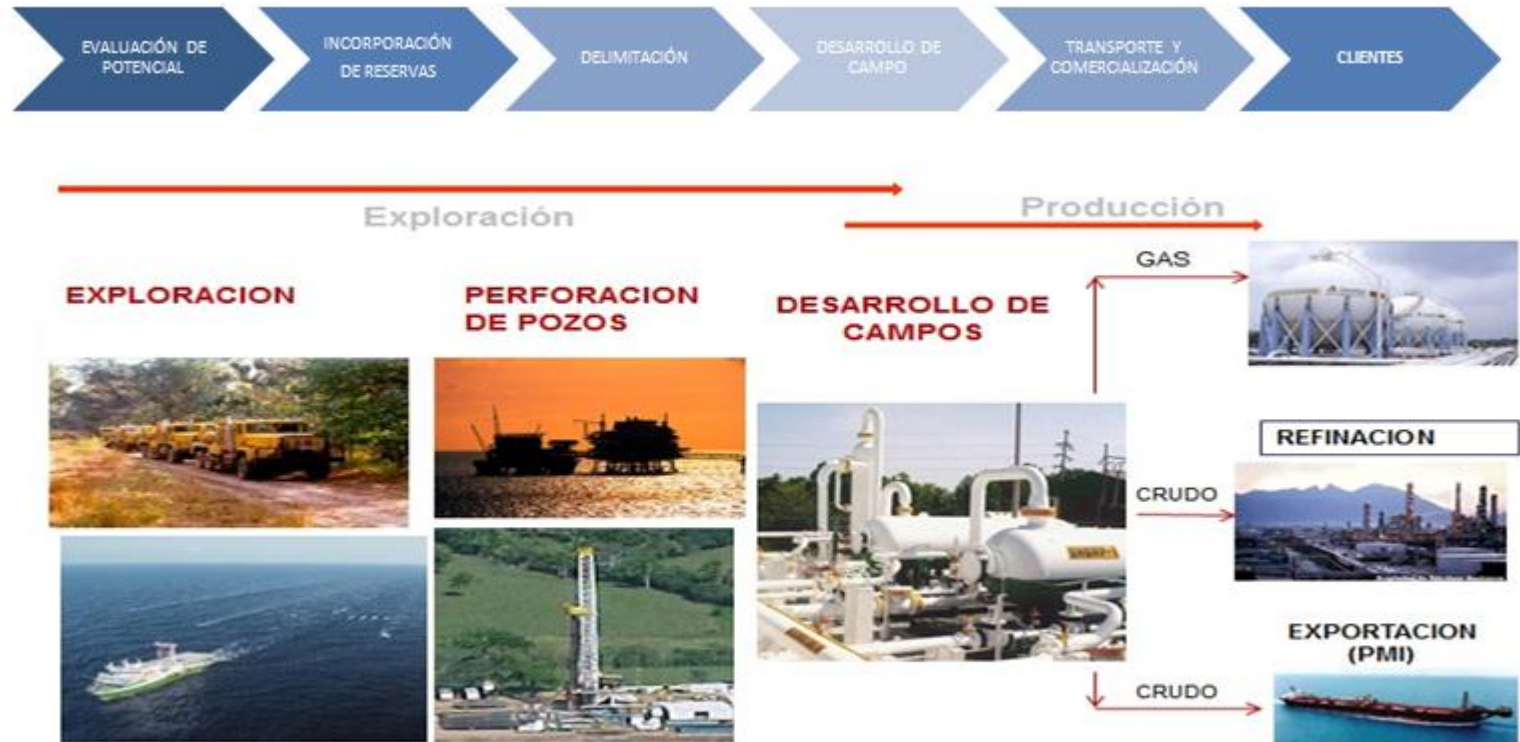 EVALUACIÓN DE
POTENCIAL
INCORPORACIÓN
DE RESERVAS
DELIMITACIÓN
DESARROLLO DE
CAMPO
TRANSPORTE Y
COMERCIALIZACIÓN
CLIENTES
Exploración
Producción
EXPLORACION
PERFORACION
DE POZOS
DESARROLLO DE
CAMPOS
GAS
CRUDO
REFINACION
EXPORTACION
(PMI)
CRUDO